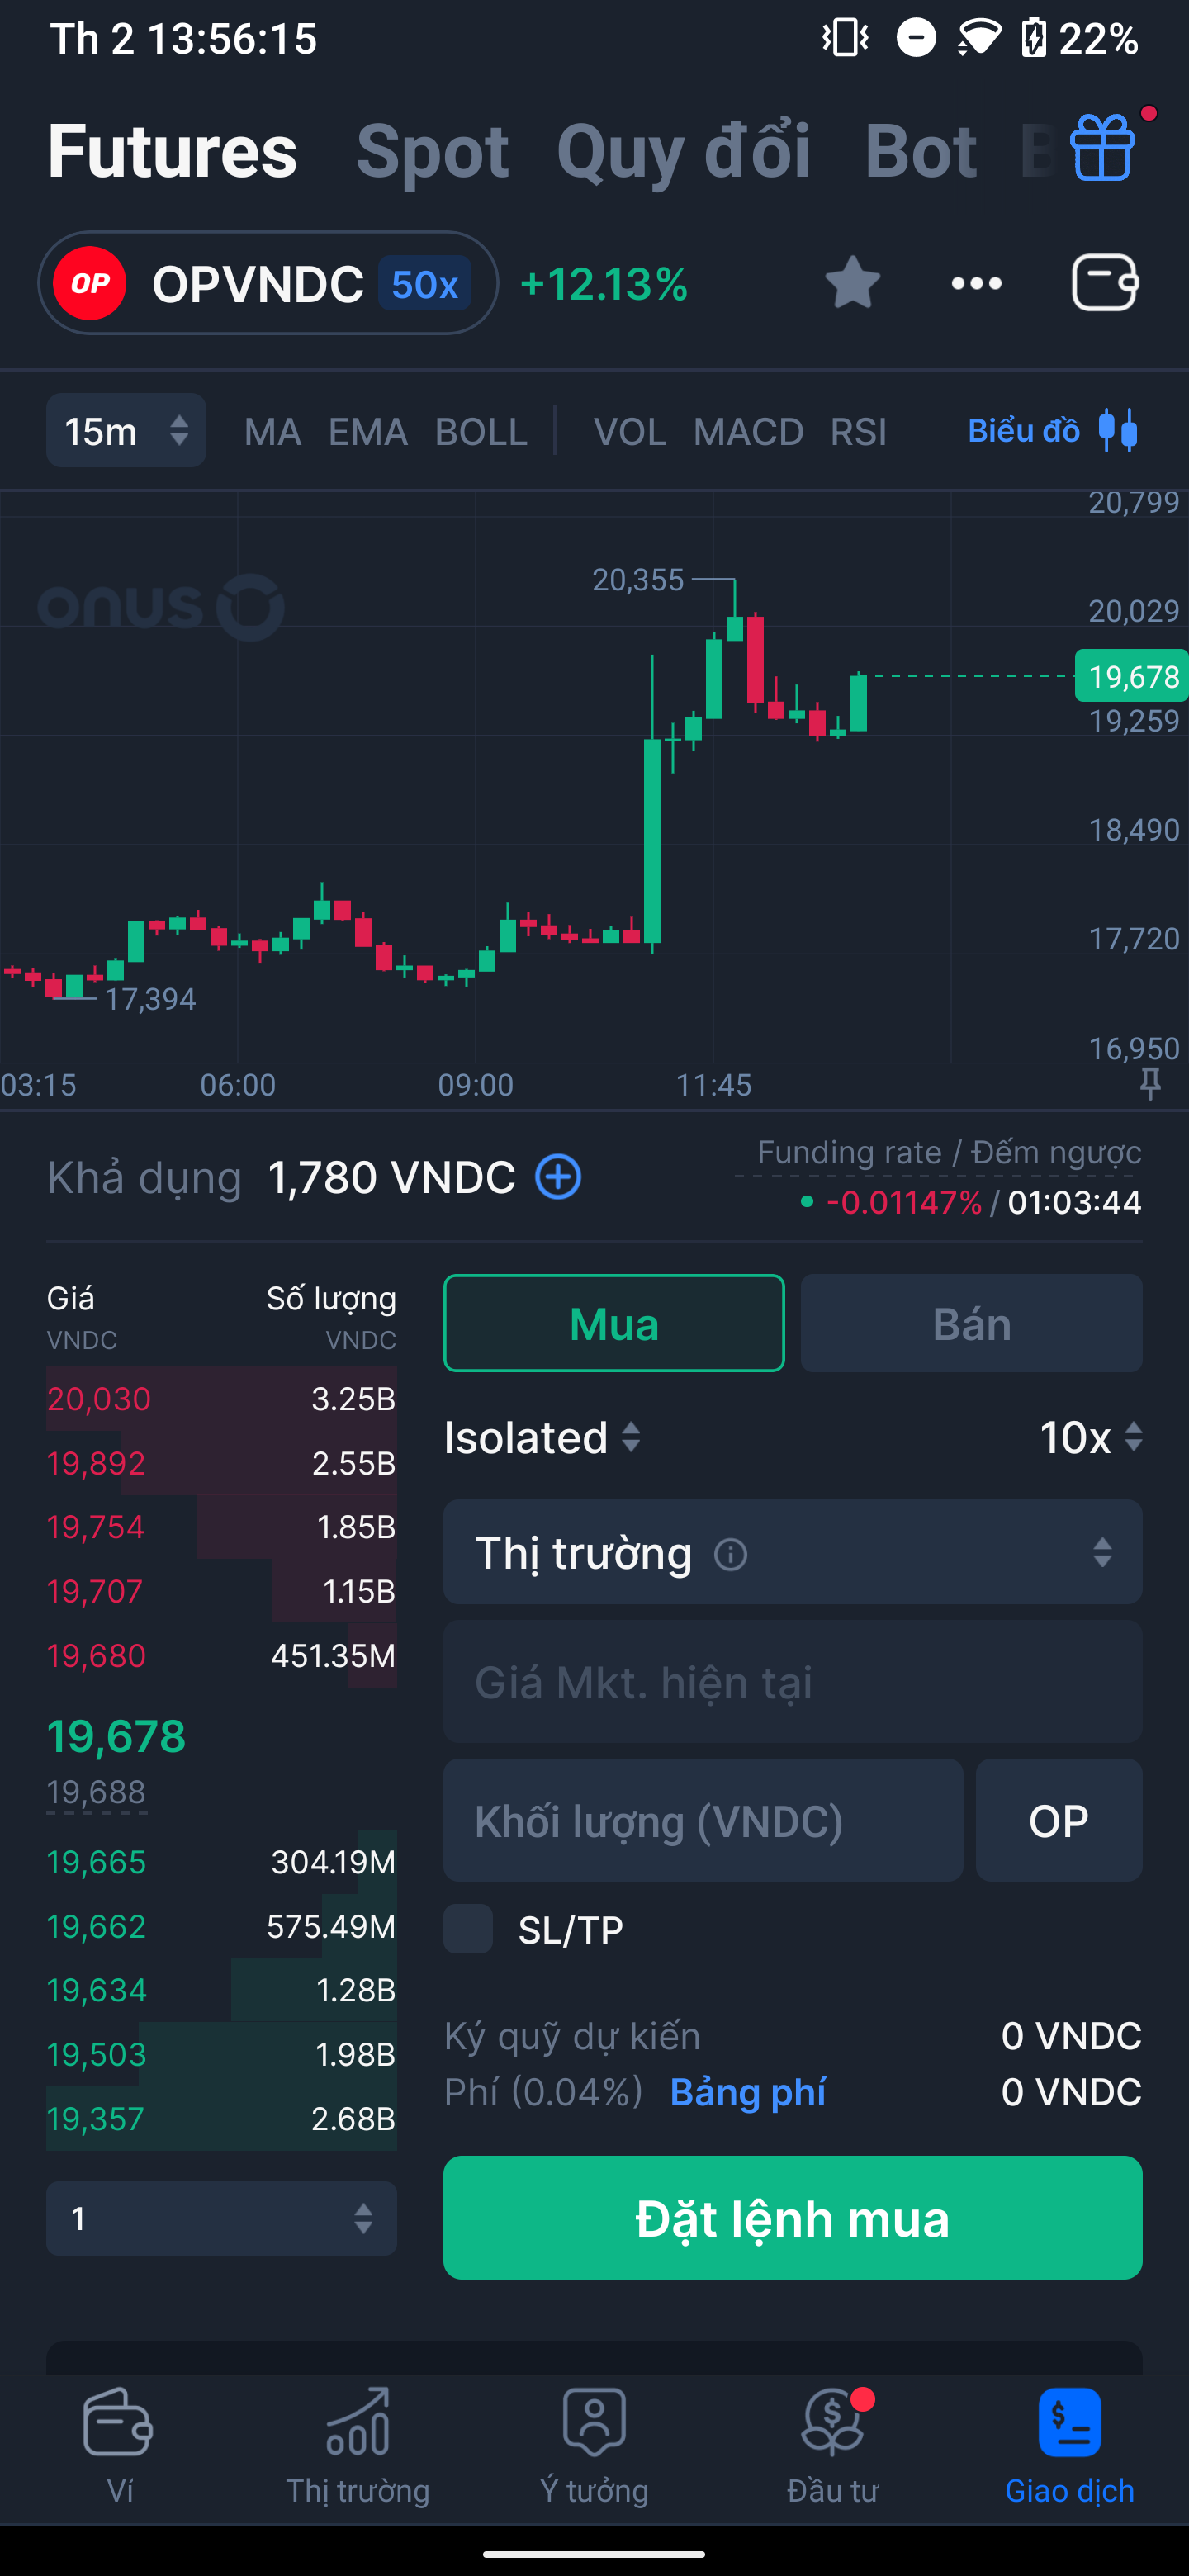 Th 2 13:56:15 22%
Futures Spot Quy đổi Bot B
OP OPVNDC 50x +12.13%
15m MA EMA BOLL VOL MACD RSI Biểu đồ
20,799
onus
20,355
20,029
19,678
19,259
18,490
17,720
17,394
16,950
03:15 06:00 09:00 11:45
Khả dụng 1,780 VNDC
Funding rate / Đếm ngược
-0.01147% / 01:03:44
Giá Số lượng
VNDC VNDC
20,030 3.25B
19,892 2.55B
19,754 1.85B
19,707 1.15B
19,680 451.35M
19,678
19,688
19,665 304.19M
19,662 575.49M
19,634 1.28B
19,503 1.98B
19,357 2.68B
1
Mua Bán
Isolated 10x
Thị trường
Giá Mkt. hiện tại
Khối lượng (VNDC) OP
SL/TP
Ký quỹ dự kiến 0 VNDC
Phí (0.04%) Bảng phí 0 VNDC
Đặt lệnh mua
Ví Thị trường Ý tưởng Đầu tư Giao dịch